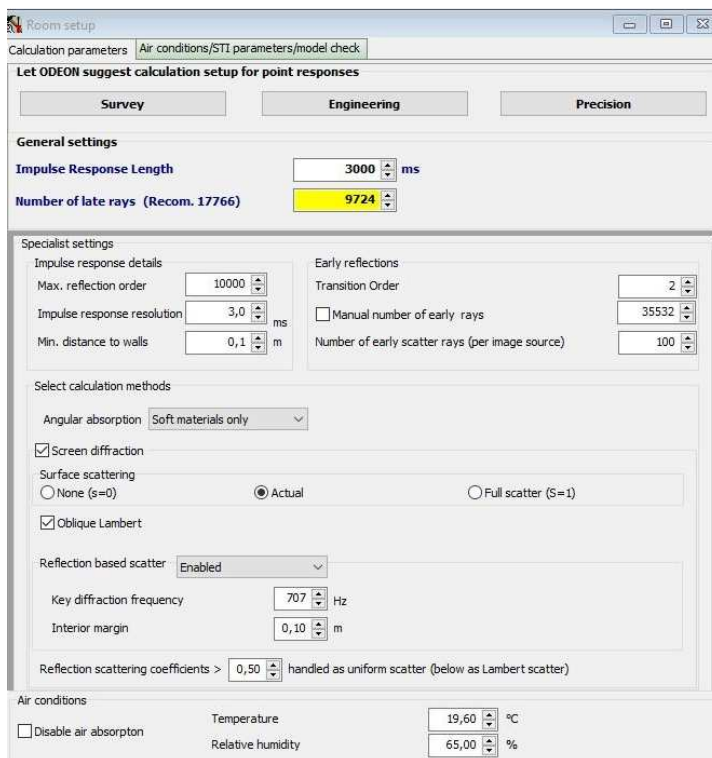 Room setup
Calculation parameters Air conditions/STI parameters/model check
Let ODEON suggest calculation setup for point responses
Survey Engineering Precision
General settings
Impulse Response Length 3000 ms
Number of late rays (Recom. 17766) 9724
Specialist settings
Impulse response details Early reflections
Max. reflection order 10000 Transition Order 2
Impulse response resolution 3,0 ms Manual number of early rays 35532
Min. distance to walls 0,1 m Number of early scatter rays (per image source) 100
Select calculation methods
Angular absorption Soft materials only
Screen diffraction
Surface scattering
None (s=0) Actual Full scatter (S=1)
Oblique Lambert
Reflection based scatter Enabled
Key diffraction frequency 707 Hz
Interior margin 0,10 m
Reflection scattering coefficients > 0,50 handled as uniform scatter (below as Lambert scatter)
Air conditions
Disable air absorpton Temperature 19,60 °C
Relative humidity 65,00 %